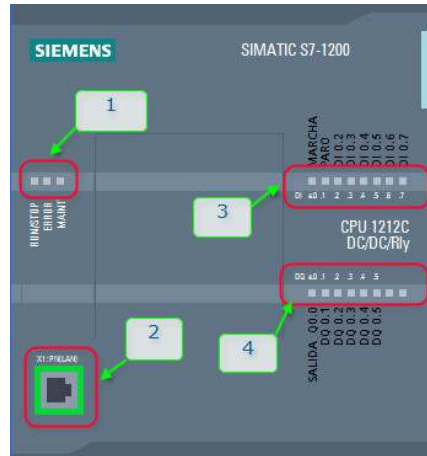 SIEMENS
SIMATIC S7-1200
1
RUN/STOP
ERROR
MAINT
MARCHA
PARO
DI 0.2
DI 0.3
DI 0.4
DI 0.5
DI 0.6
DI 0.7
DI a.0 .1 2 3 4 5 6 7
3
CPU 1212C
DC/DC/Rly
DQ a.0 .1 2 3 4 5
4
SALIDA_Q0.0
DQ 0.1
DQ 0.2
DQ 0.3
DQ 0.4
DQ 0.5
2
X1:PN(LAN)